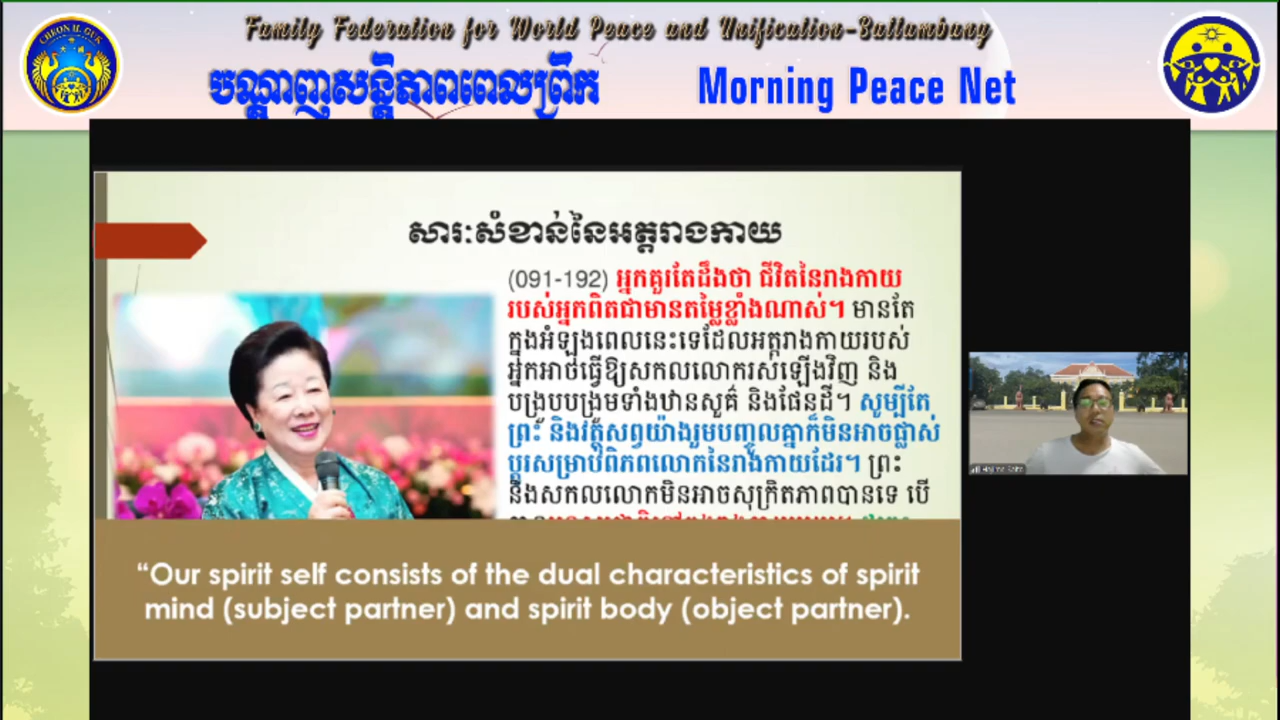 Family Federation for World Peace and Unification-Battambang
បណ្ដាញសន្តិភាពពេលព្រឹក Morning Peace Net
CHEON IL GUK
សារៈសំខាន់នៃអត្តរាងកាយ
(091-192) អ្នកគួរតែដឹងថា ជីវិតនៃរាងកាយ
របស់អ្នកពិតជាមានតម្លៃខ្លាំងណាស់។ មានតែ
ក្នុងអំឡុងពេលនេះទេដែលអត្តរាងកាយរបស់
អ្នកអាចធ្វើឱ្យសកលលោករស់ឡើងវិញ និង
បង្រួបបង្រួមទាំងឋានសួគ៌ និងផែនដី។ សូម្បីតែ
ព្រះ និងវត្ថុសព្វយ៉ាងរួមបញ្ចូលគ្នាក៏មិនអាចផ្លាស់
ប្តូរសម្រាប់ពិភពលោកនៃរាងកាយដែរ។ ព្រះ
និងសកលលោកមិនអាចសុក្រិតភាពបានទេ បើ
“Our spirit self consists of the dual characteristics of spirit
mind (subject partner) and spirit body (object partner).